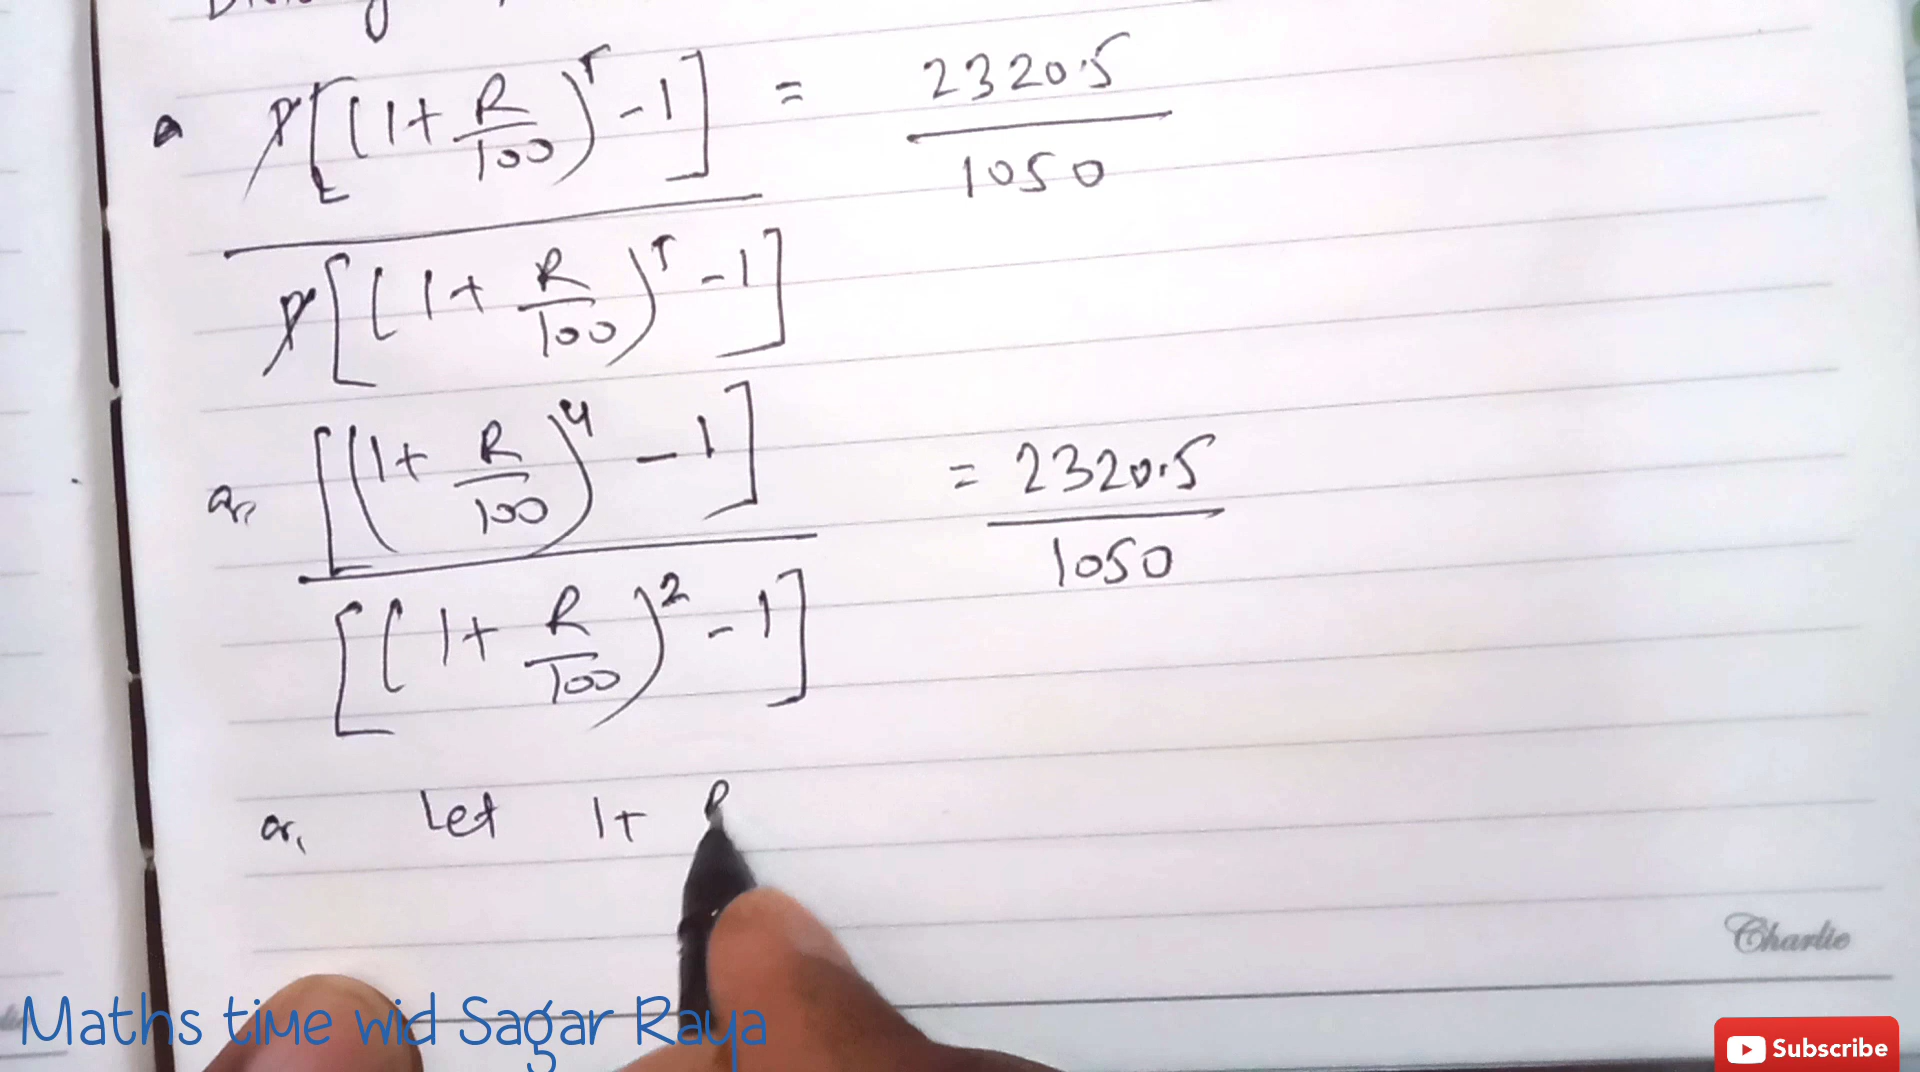 P[(1+R/100)^T-1] = 2320.5/1050
P[(1+R/100)^T-1]
or, [(1+R/100)^4-1] = 2320.5/1050
[(1+R/100)^2-1]
or, Let 1+ R
Charlie
Maths time wid Sagar Raya
Subscribe